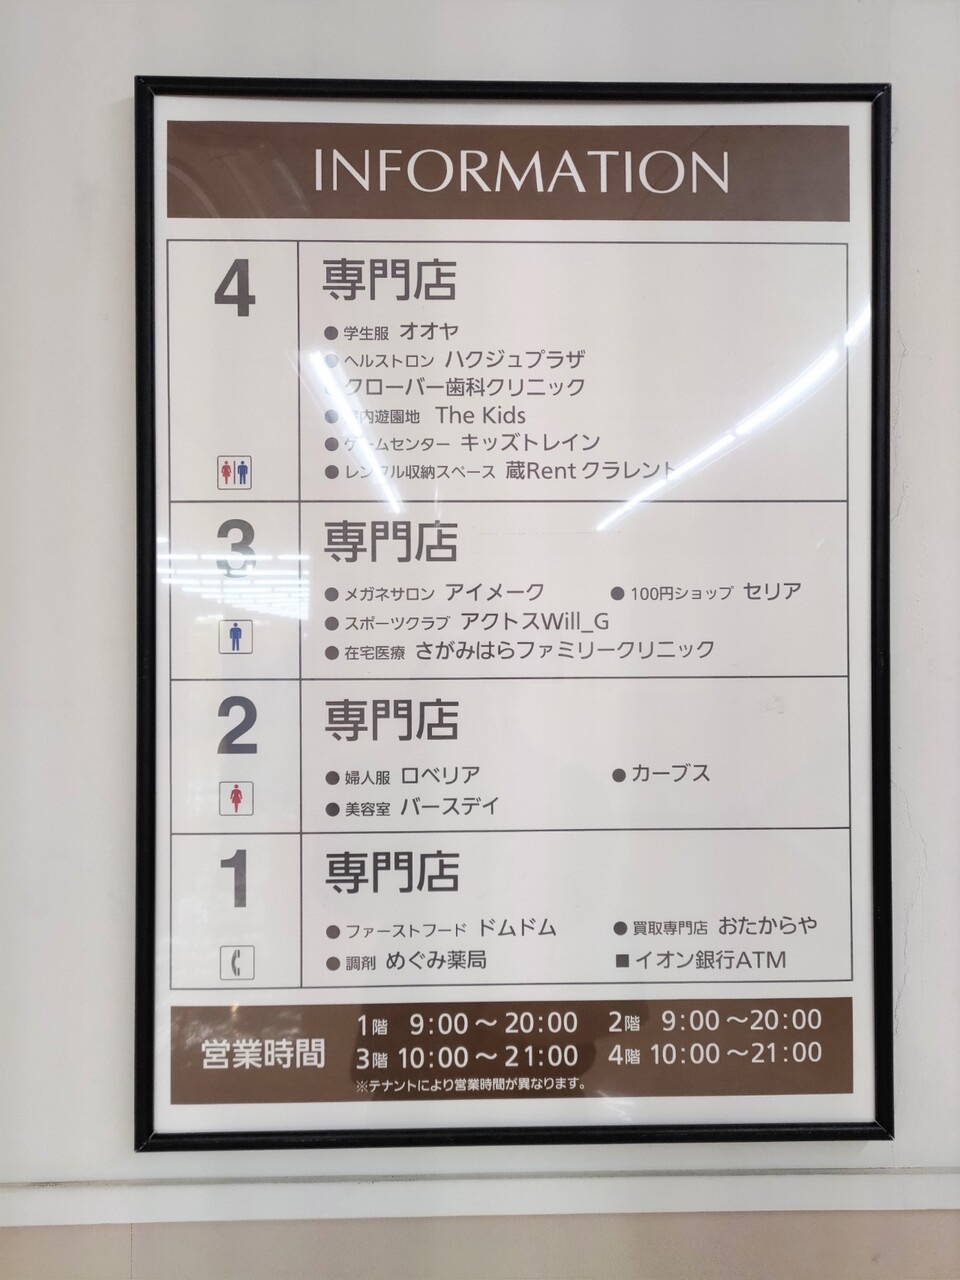 INFORMATION
4
専門店
● 学生服 オオヤ
● ヘルストロン ハクジュプラザ
クローバー歯科クリニック
● 内遊園地 The Kids
● ゲームセンター キッズトレイン
● レンタル収納スペース 蔵Rent クラレント
3
専門店
● メガネサロン アイメーク ● 100円ショップ セリア
● スポーツクラブ アクトスWill_G
● 在宅医療 さがみはらファミリークリニック
2
専門店
● 婦人服 ロベリア ● カーブス
● 美容室 バースデイ
1
専門店
● ファーストフード ドムドム ● 買取専門店 おたからや
● 調剤 めぐみ薬局 ■ イオン銀行ATM
営業時間
1階 9:00〜20:00 2階 9:00〜20:00
3階 10:00〜21:00 4階 10:00〜21:00
※テナントにより営業時間が異なります。